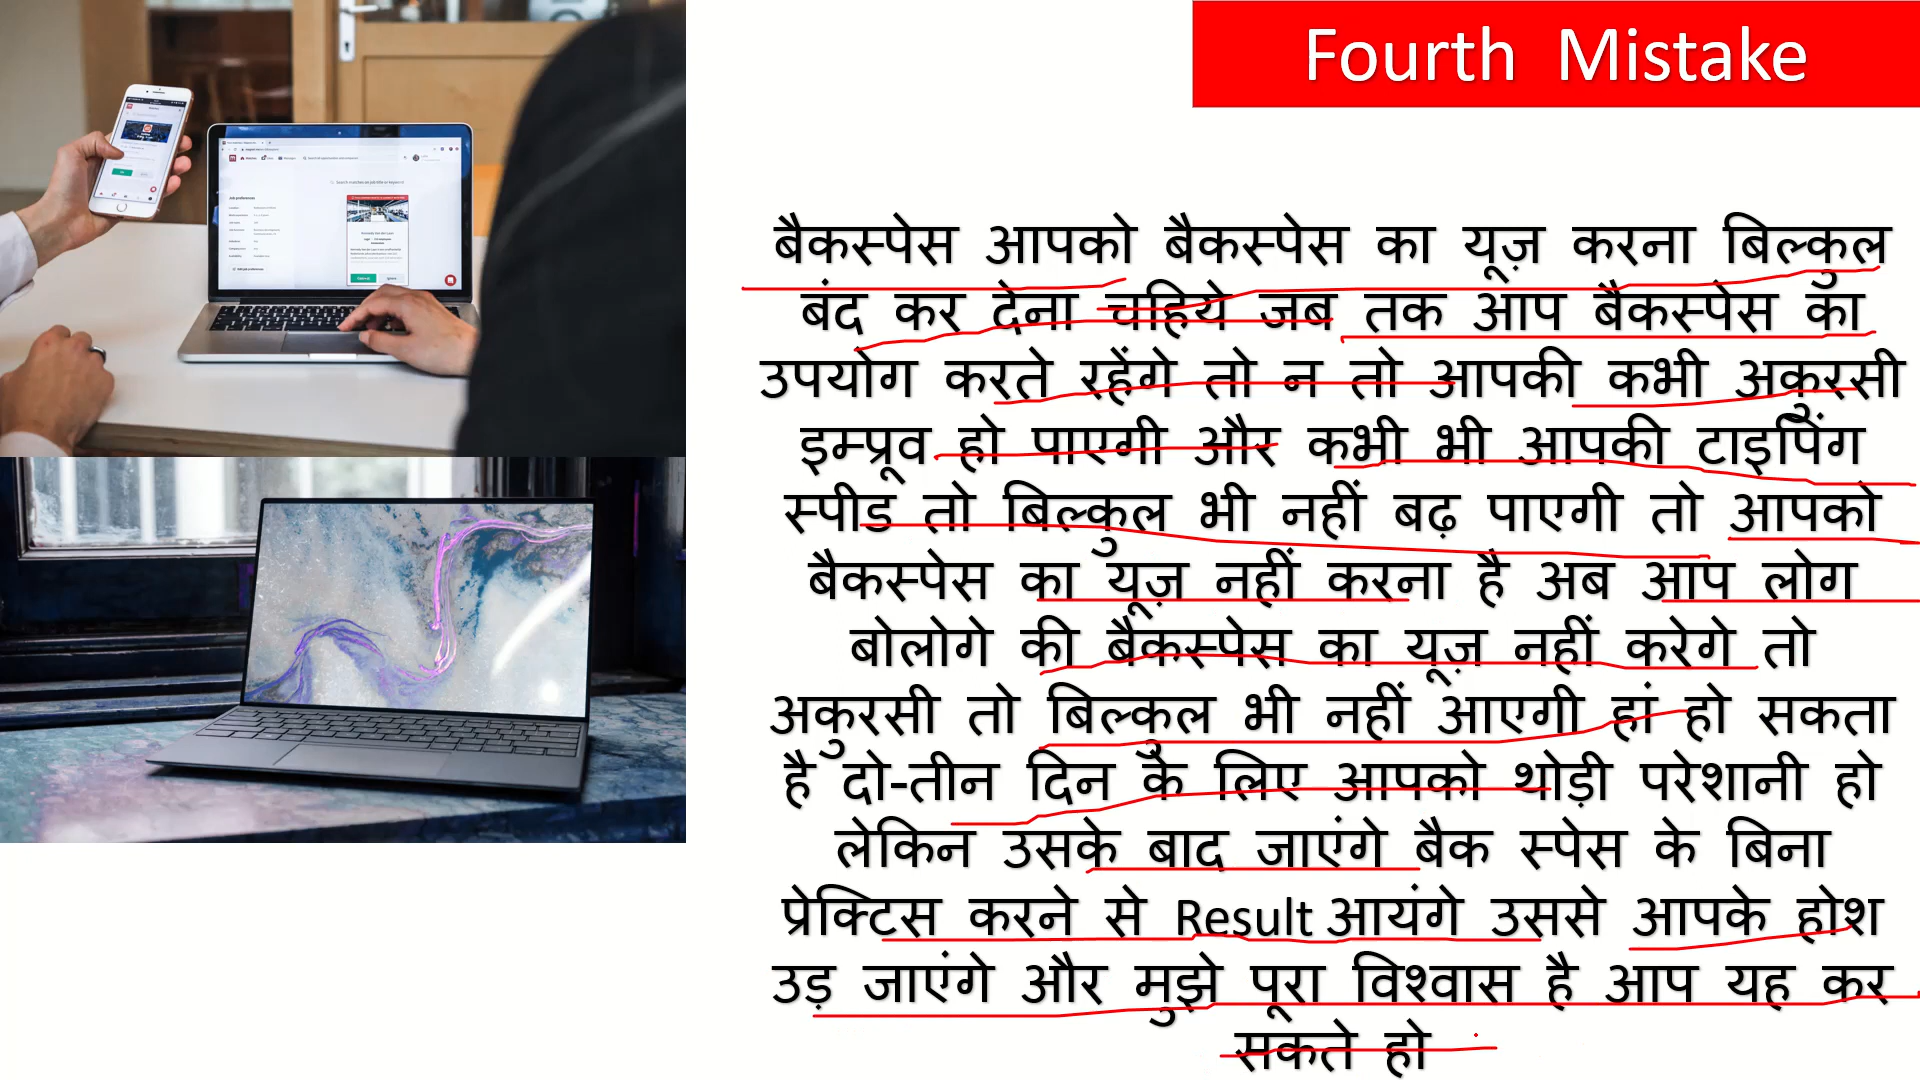 Fourth Mistake
बैकस्पेस आपको बैकस्पेस का यूज़ करना बिल्कुल
बंद कर देना चहिये जब तक आप बैकस्पेस का
उपयोग करते रहेंगे तो न तो आपकी कभी अकुरसी
इम्प्रूव हो पाएगी और कभी भी आपकी टाइपिंग
स्पीड तो बिल्कुल भी नहीं बढ़ पाएगी तो आपको
बैकस्पेस का यूज़ नहीं करना है अब आप लोग
बोलोगे की बैकस्पेस का यूज़ नहीं करेगे तो
अकुरसी तो बिल्कुल भी नहीं आएगी हां हो सकता
है दो-तीन दिन के लिए आपको थोड़ी परेशानी हो
लेकिन उसके बाद जाएंगे बैक स्पेस के बिना
प्रेक्टिस करने से Result आयंगे उससे आपके होश
उड़ जाएंगे और मुझे पूरा विश्वास है आप यह कर
सकते हो